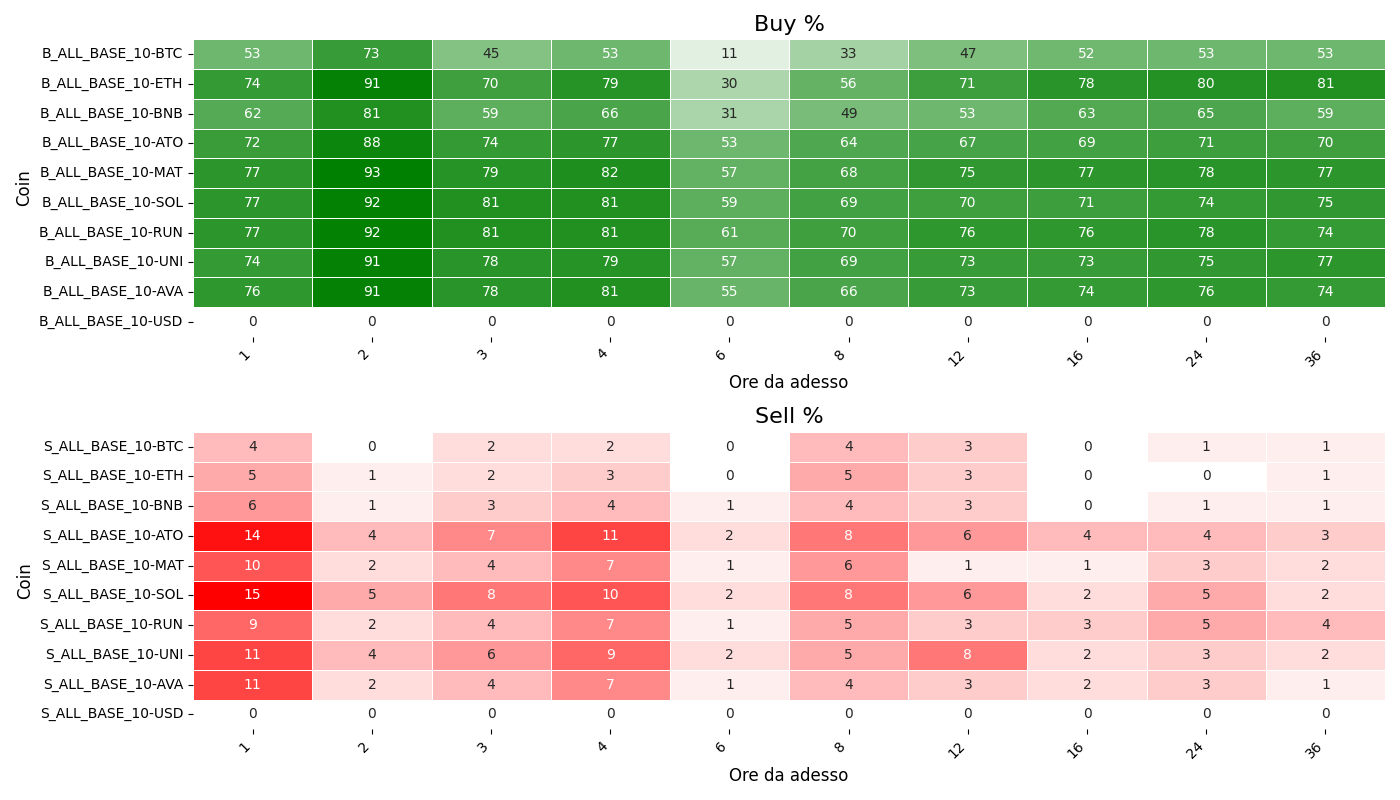 Buy %
Coin
B_ALL_BASE_10-BTC 53 73 45 53 11 33 47 52 53 53
B_ALL_BASE_10-ETH 74 91 70 79 30 56 71 78 80 81
B_ALL_BASE_10-BNB 62 81 59 66 31 49 53 63 65 59
B_ALL_BASE_10-ATO 72 88 74 77 53 64 67 69 71 70
B_ALL_BASE_10-MAT 77 93 79 82 57 68 75 77 78 77
B_ALL_BASE_10-SOL 77 92 81 81 59 69 70 71 74 75
B_ALL_BASE_10-RUN 77 92 81 81 61 70 76 76 78 74
B_ALL_BASE_10-UNI 74 91 78 79 57 69 73 73 75 77
B_ALL_BASE_10-AVA 76 91 78 81 55 66 73 74 76 74
B_ALL_BASE_10-USD 0 0 0 0 0 0 0 0 0 0
1 2 3 4 6 8 12 16 24 36
Ore da adesso
Sell %
Coin
S_ALL_BASE_10-BTC 4 0 2 2 0 4 3 0 1 1
S_ALL_BASE_10-ETH 5 1 2 3 0 5 3 0 0 1
S_ALL_BASE_10-BNB 6 1 3 4 1 4 3 0 1 1
S_ALL_BASE_10-ATO 14 4 7 11 2 8 6 4 4 3
S_ALL_BASE_10-MAT 10 2 4 7 1 6 1 1 3 2
S_ALL_BASE_10-SOL 15 5 8 10 2 8 6 2 5 2
S_ALL_BASE_10-RUN 9 2 4 7 1 5 3 3 5 4
S_ALL_BASE_10-UNI 11 4 6 9 2 5 8 2 3 2
S_ALL_BASE_10-AVA 11 2 4 7 1 4 3 2 3 1
S_ALL_BASE_10-USD 0 0 0 0 0 0 0 0 0 0
1 2 3 4 6 8 12 16 24 36
Ore da adesso